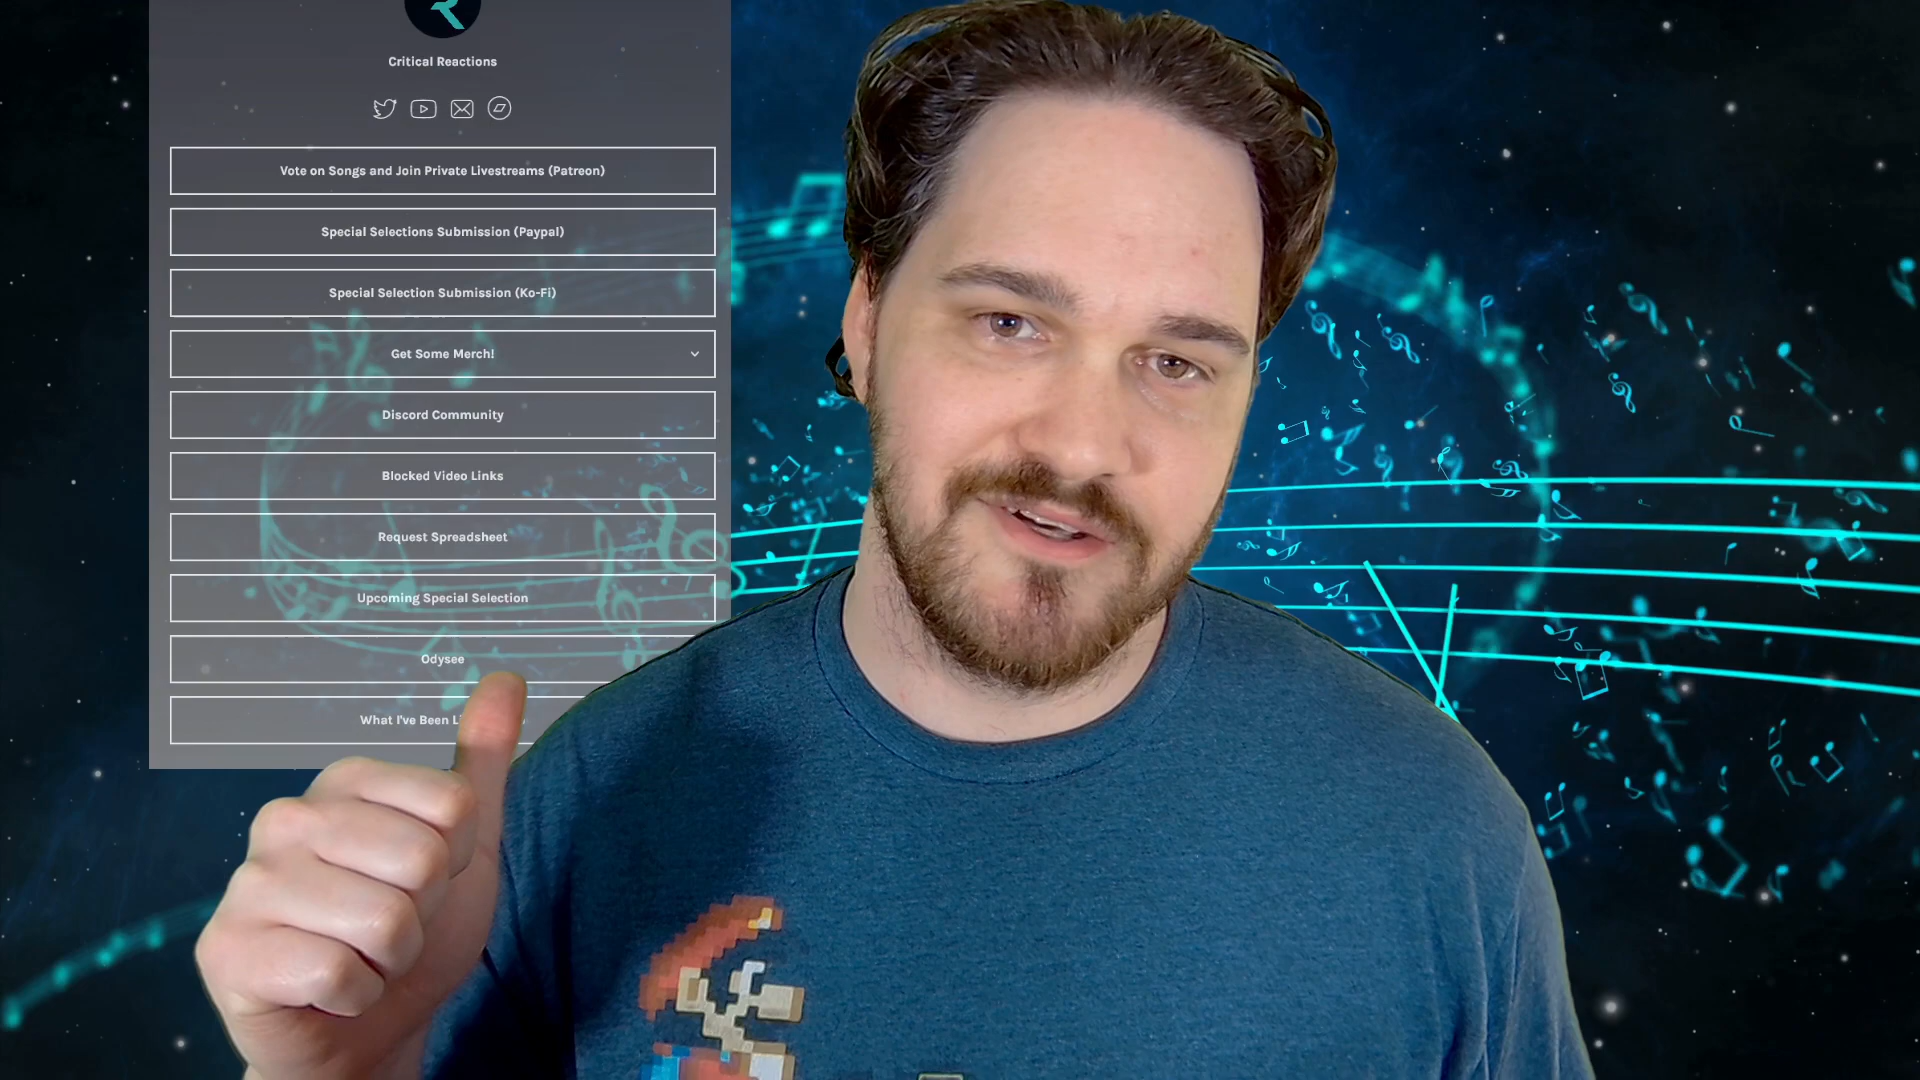 Critical Reactions
Vote on Songs and Join Private Livestreams (Patreon)
Special Selections Submission (Paypal)
Special Selection Submission (Ko-Fi)
Get Some Merch!
Discord Community
Blocked Video Links
Request Spreadsheet
Upcoming Special Selection
Odysee
What I've Been